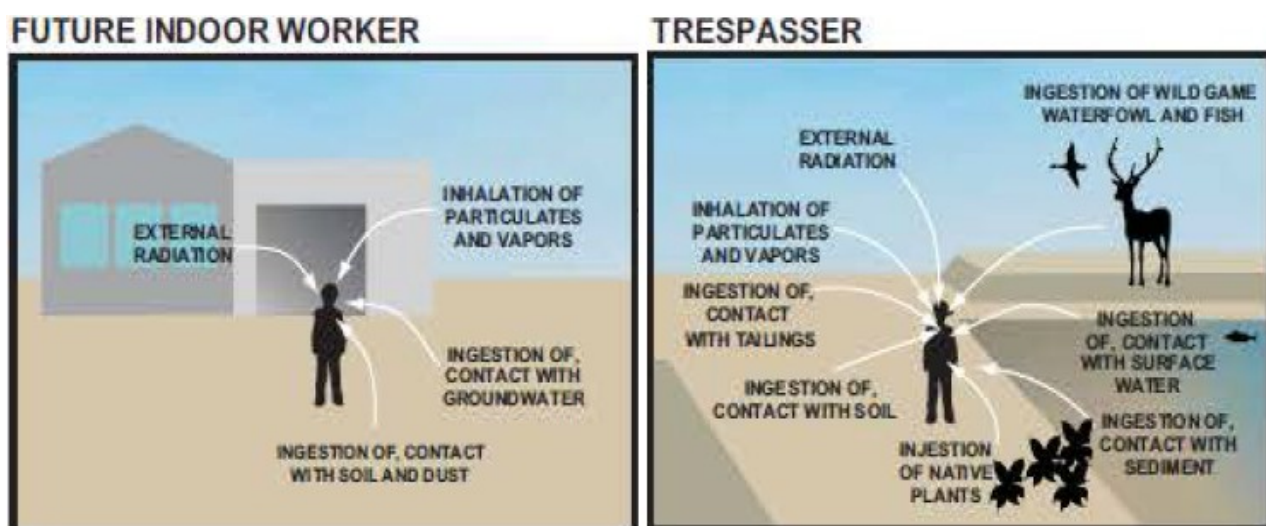 FUTURE INDOOR WORKER
EXTERNAL
RADIATION
INHALATION OF
PARTICULATES
AND VAPORS
INGESTION OF,
CONTACT WITH
GROUNDWATER
INGESTION OF, CONTACT
WITH SOIL AND DUST
TRESPASSER
INGESTION OF WILD GAME
WATERFOWL AND FISH
EXTERNAL
RADIATION
INHALATION OF
PARTICULATES
AND VAPORS
INGESTION OF,
CONTACT
WITH TAILINGS
INGESTION
OF, CONTACT
WITH SURFACE
WATER
INGESTION OF,
CONTACT WITH SOIL
INGESTION OF,
CONTACT WITH
SEDIMENT
INJESTION
OF NATIVE
PLANTS